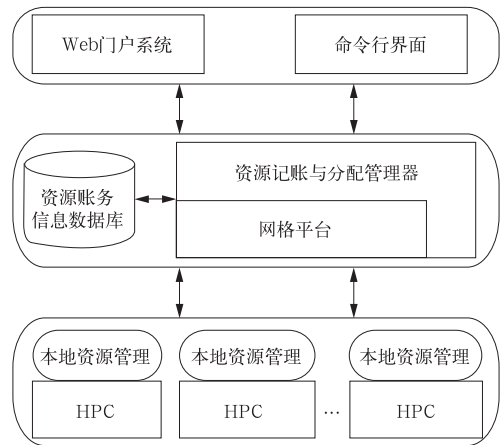 Web门户系统
命令行界面
资源记账与分配管理器
资源账务
信息数据库
网格平台
本地资源管理
本地资源管理
本地资源管理
HPC
HPC
...
HPC